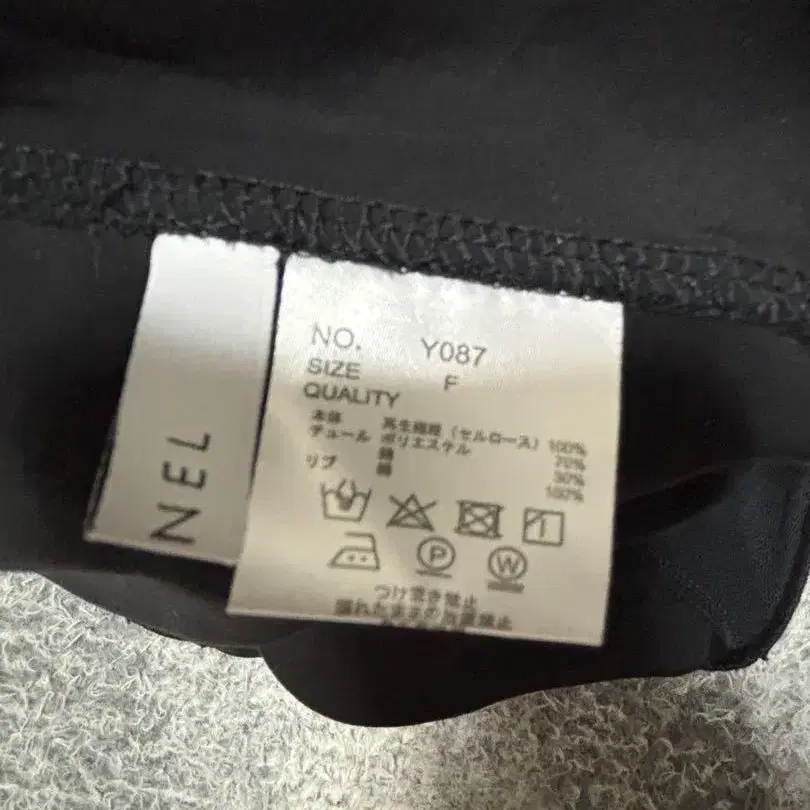 NEL
NO. Y087
SIZE F
QUALITY
本体 再生繊維（セルロース） 100%
チュール ポリエステル 70%
綿 30%
リブ 綿 100%
P W
つけ置き禁止
濡れたままの放置禁止